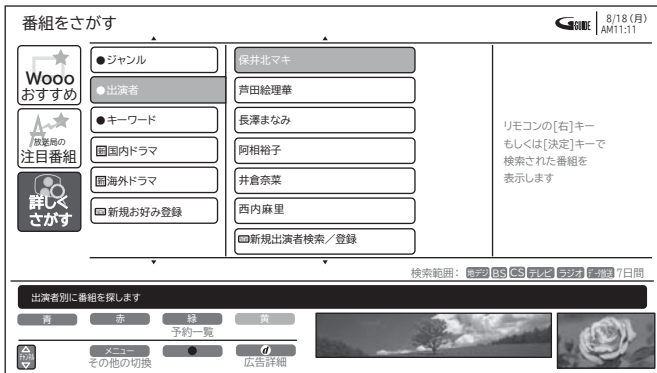 番組をさがす
G GUIDE
8/18(月)
AM11:11
Wooo
おすすめ
放送局の
注目番組
詳しく
さがす
●ジャンル
●出演者
●キーワード
国内ドラマ
海外ドラマ
新規お好み登録
保井北マキ
芦田絵理華
長澤まなみ
阿相裕子
井倉奈菜
西内麻里
新規出演者検索／登録
リモコンの[右]キー
もしくは[決定]キーで
検索された番組を
表示します
検索範囲： 地デジ BS CS テレビ ラジオ データ放送 7日間
出演者別に番組を探します
青 赤 緑 黄
予約一覧
チャンネル
メニュー ● d
その他の切換 広告詳細